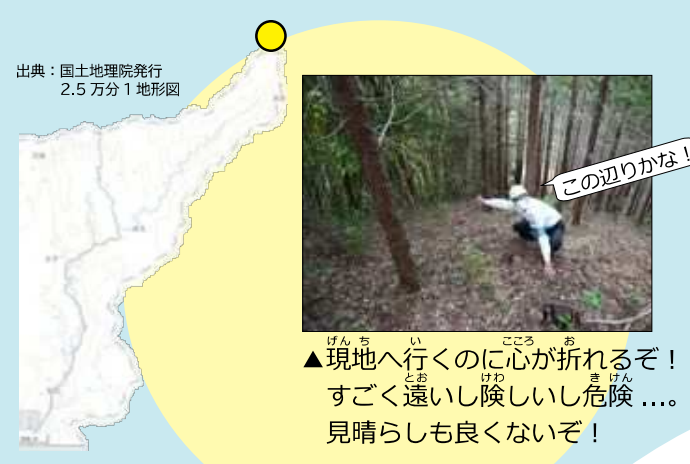 出典：国土地理院発行
2.5万分1地形図
この辺りかな！
▲現地へ行くのに心が折れるぞ！
すごく遠いし険しいし危険…。
見晴らしも良くないぞ！
げんち
い
こころ
お
とお
けわ
きけん